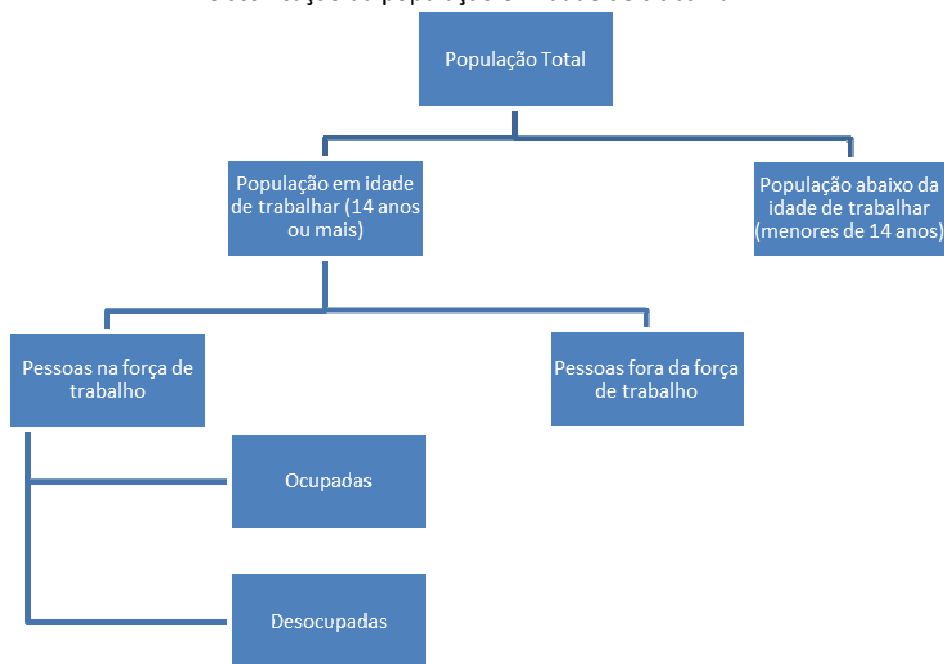 População Total
População em idade
de trabalhar (14 anos
ou mais)
População abaixo da
idade de trabalhar
(menores de 14 anos)
Pessoas na força de
trabalho
Pessoas fora da força
de trabalho
Ocupadas
Desocupadas